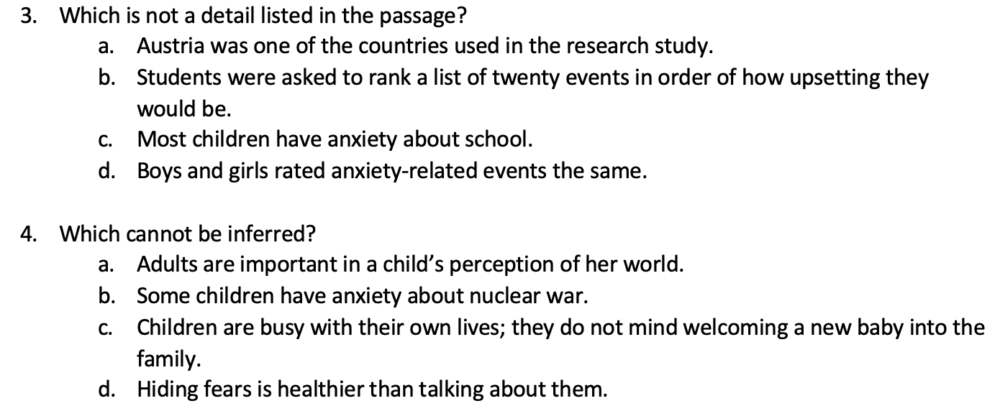 3. Which is not a detail listed in the passage?
a. Austria was one of the countries used in the research study.
b. Students were asked to rank a list of twenty events in order of how upsetting they
would be.
c. Most children have anxiety about school.
d. Boys and girls rated anxiety-related events the same.
4. Which cannot be inferred?
a. Adults are important in a child’s perception of her world.
b. Some children have anxiety about nuclear war.
c. Children are busy with their own lives; they do not mind welcoming a new baby into the
family.
d. Hiding fears is healthier than talking about them.